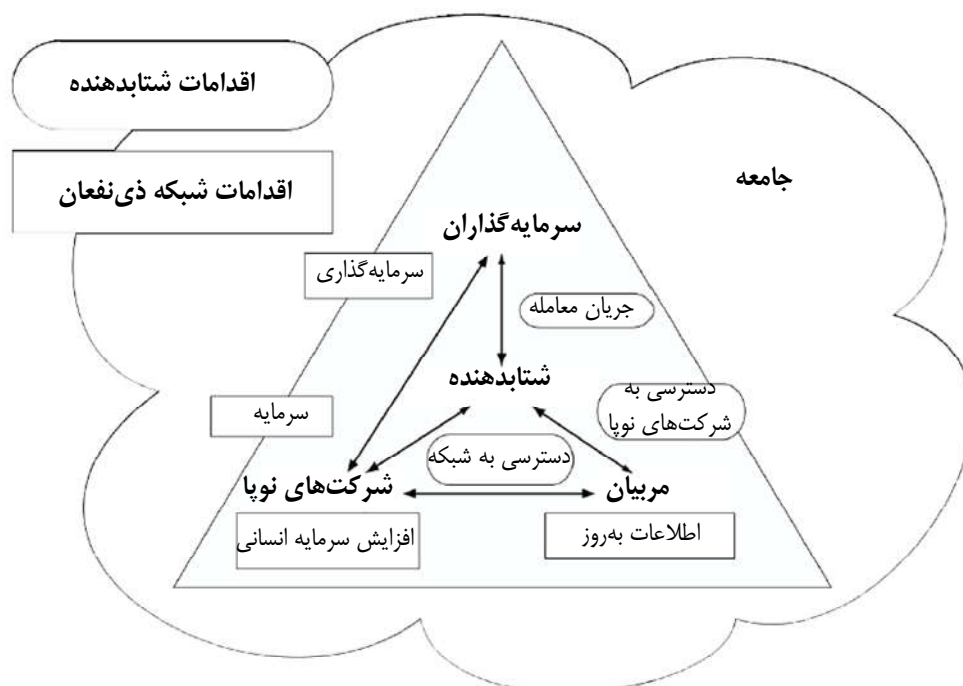 اقدامات شتابدهنده
اقدامات شبکه ذی‌نفعان
جامعه
سرمایه‌گذاران
سرمایه‌گذاری
جریان معامله
شتابدهنده
سرمایه
دسترسی به
شرکت‌های نوپا
دسترسی به شبکه
شرکت‌های نوپا
مربیان
افزایش سرمایه انسانی
اطلاعات به‌روز